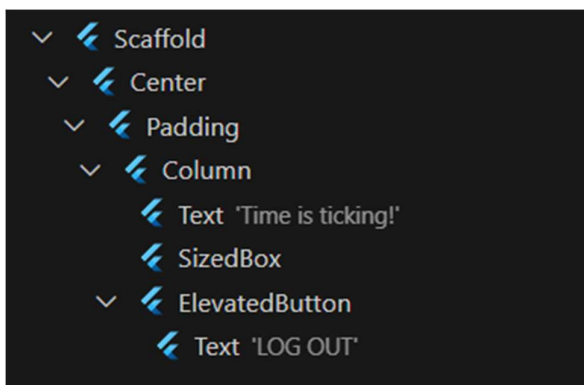 Scaffold
Center
Padding
Column
Text 'Time is ticking!'
SizedBox
ElevatedButton
Text 'LOG OUT'